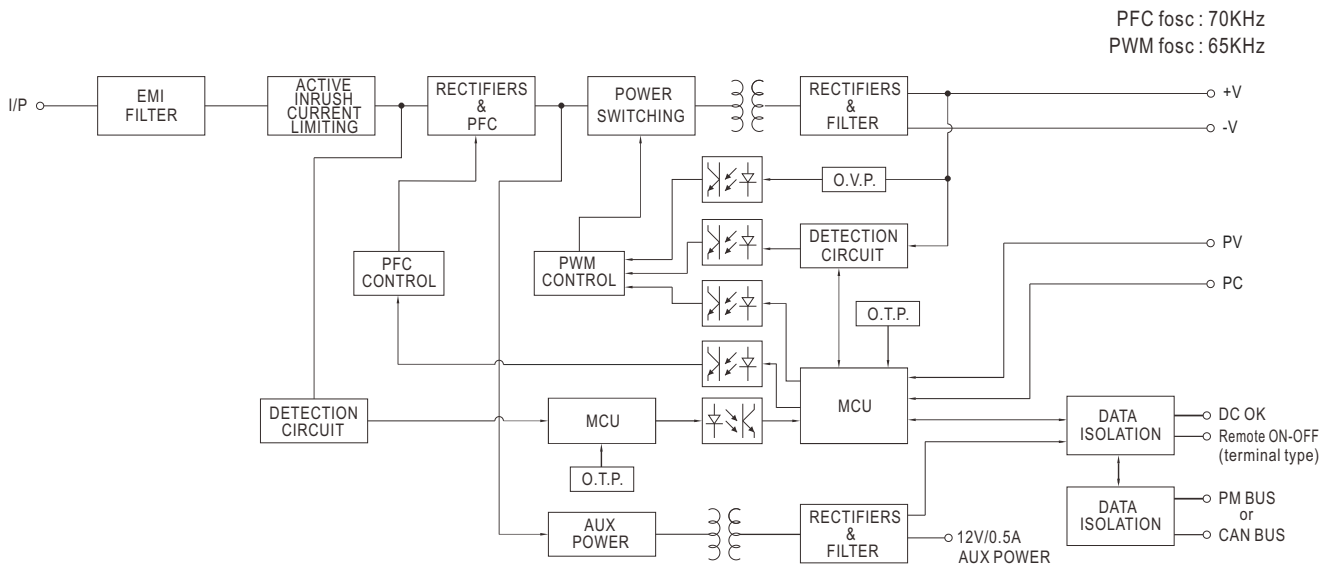 PFC fosc : 70KHz
PWM fosc : 65KHz
I/P
EMI
FILTER
ACTIVE
INRUSH
CURRENT
LIMITING
RECTIFIERS
&
PFC
POWER
SWITCHING
RECTIFIERS
&
FILTER
+V
-V
O.V.P.
DETECTION
CIRCUIT
PFC
CONTROL
PWM
CONTROL
PV
PC
O.T.P.
MCU
DETECTION
CIRCUIT
MCU
O.T.P.
DATA
ISOLATION
DC OK
Remote ON-OFF
(terminal type)
DATA
ISOLATION
PM BUS
or
CAN BUS
AUX
POWER
RECTIFIERS
&
FILTER
12V/0.5A
AUX POWER